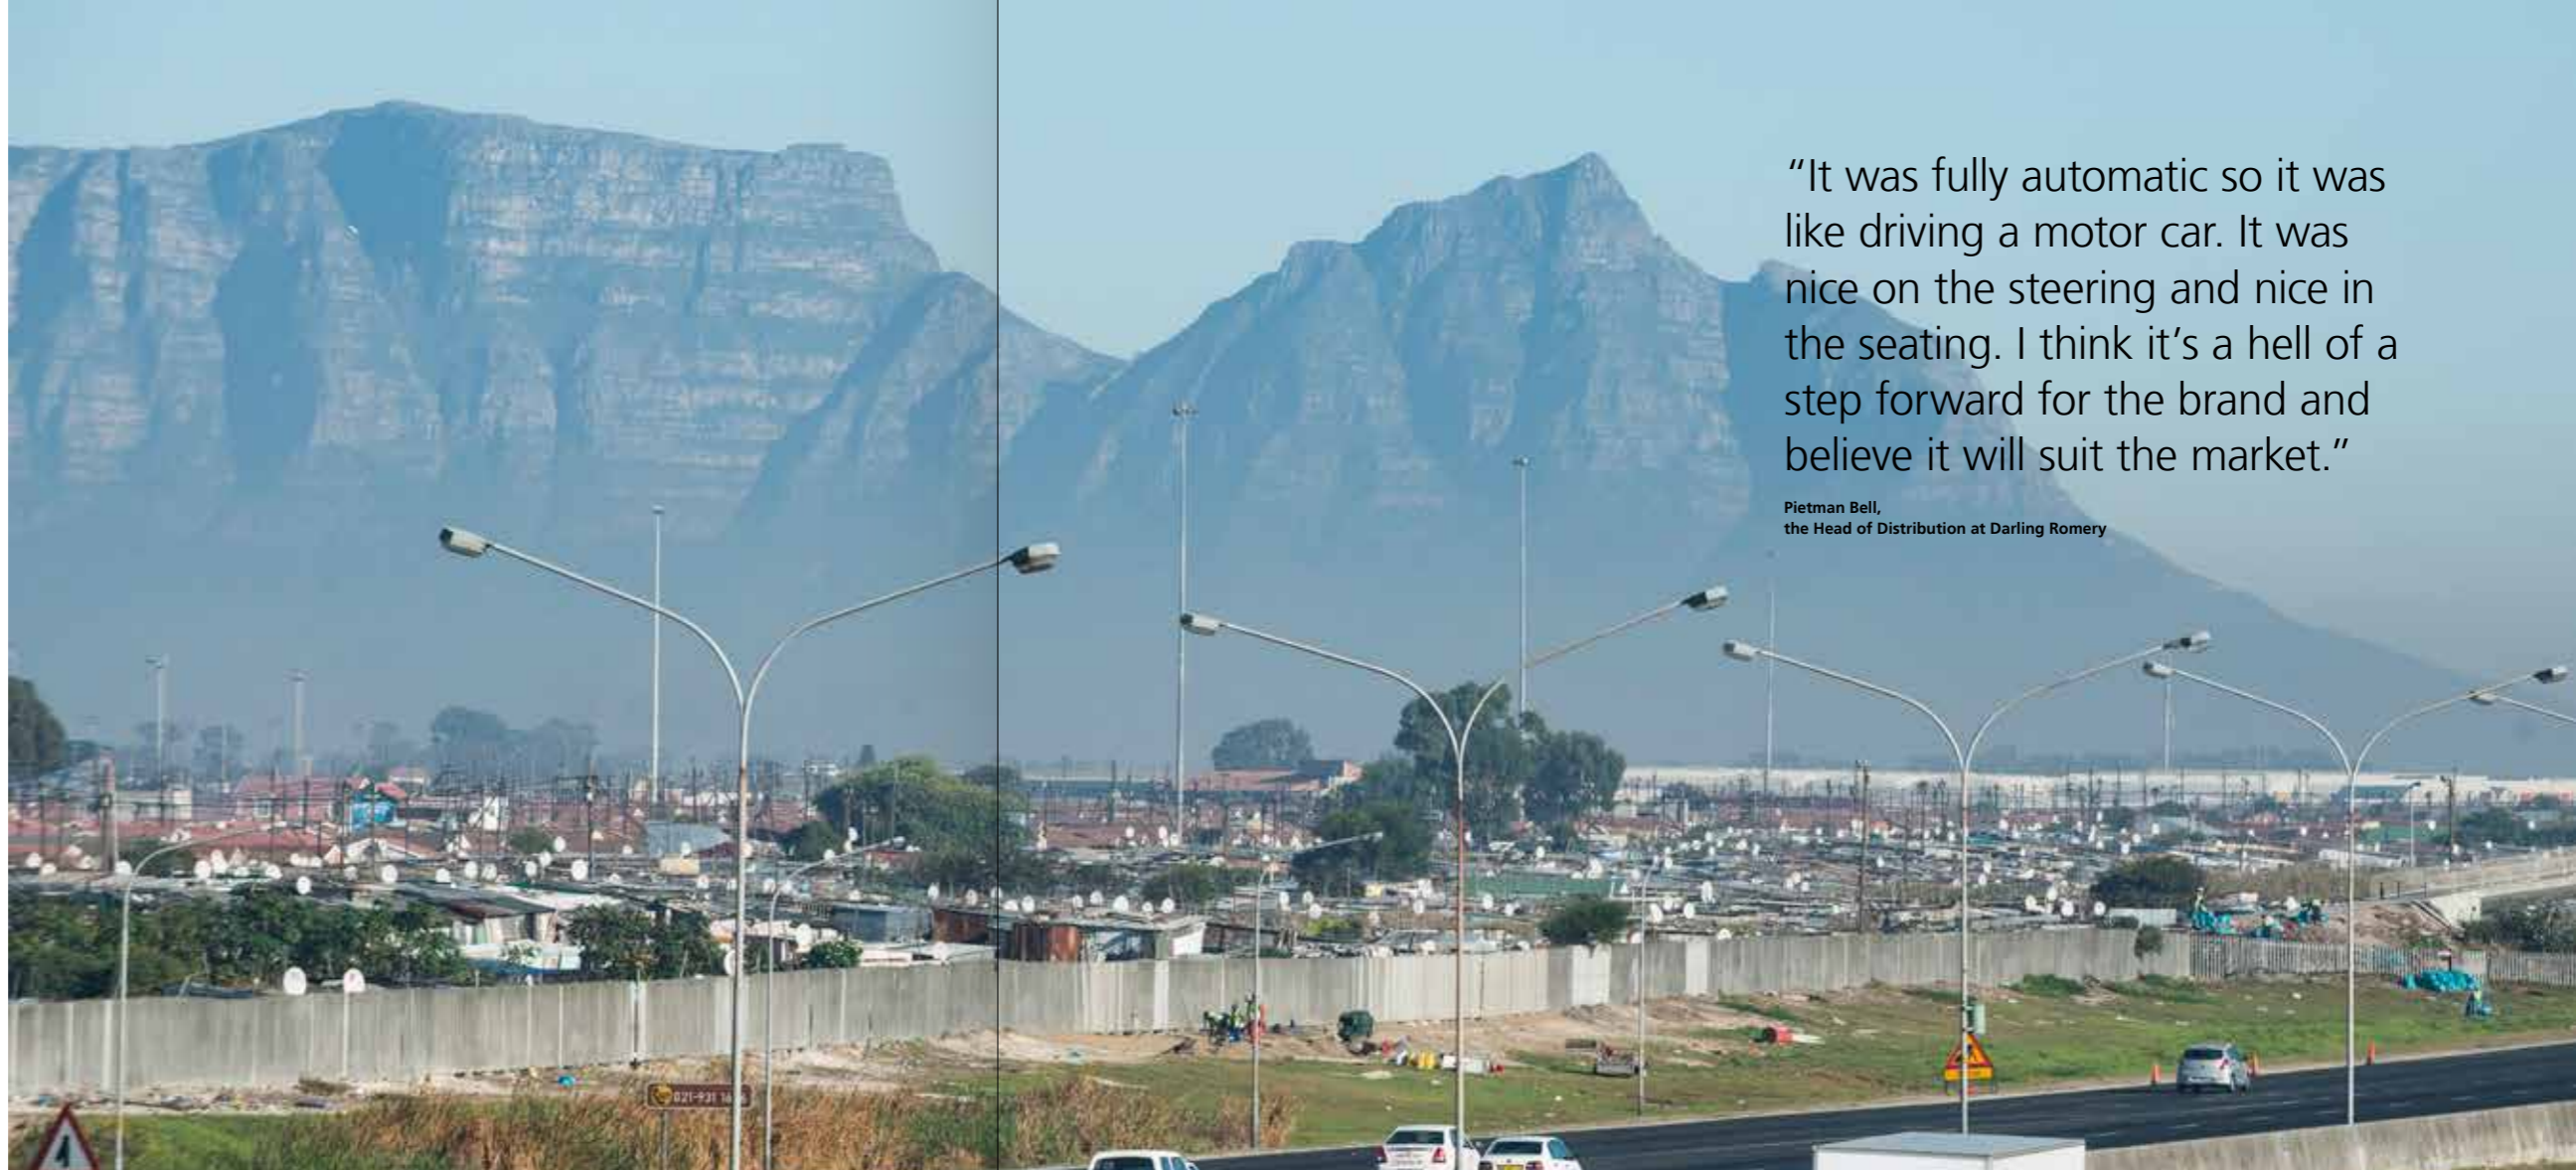 “It was fully automatic so it was
like driving a motor car. It was
nice on the steering and nice in
the seating. I think it’s a hell of a
step forward for the brand and
believe it will suit the market.”
Pietman Bell,
the Head of Distribution at Darling Romery
021-931